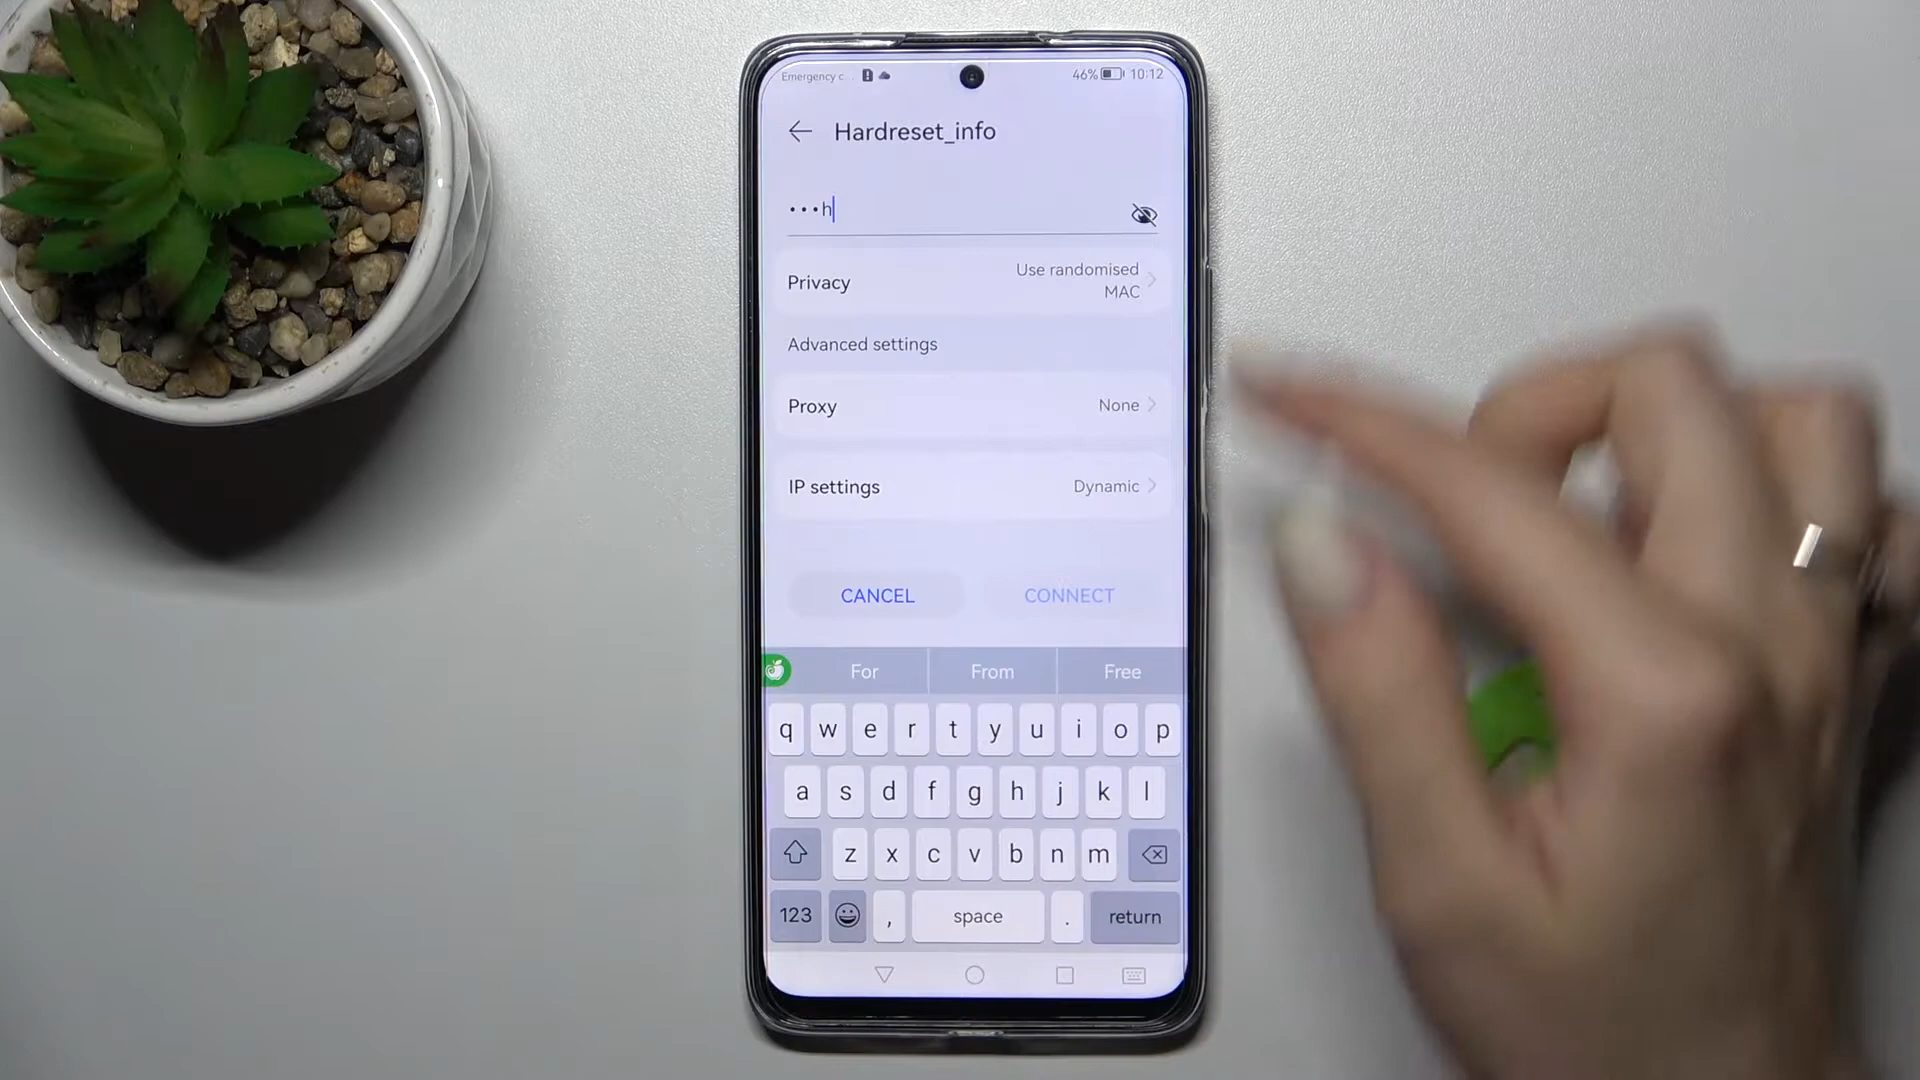 Emergency c... 46% 10:12
Hardreset_info
•••h
Privacy
Use randomised
MAC
Advanced settings
Proxy None
IP settings Dynamic
CANCEL CONNECT
For From Free
q w e r t y u i o p
a s d f g h j k l
z x c v b n m
123 , space . return